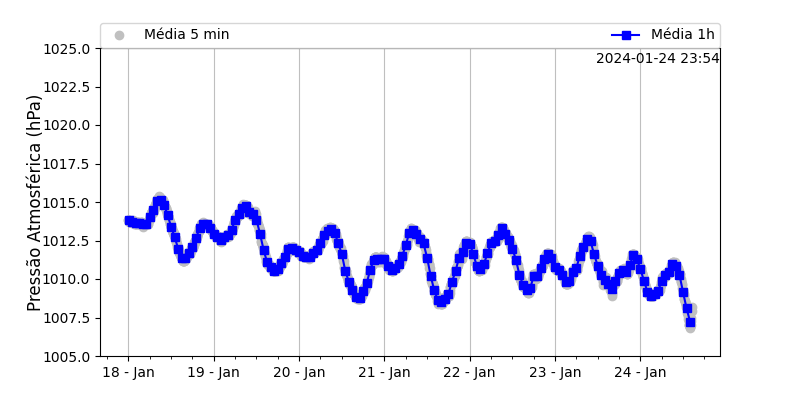 Média 5 min
Média 1h
2024-01-24 23:54
Pressão Atmosférica (hPa)
1025.0
1022.5
1020.0
1017.5
1015.0
1012.5
1010.0
1007.5
1005.0
18 - Jan
19 - Jan
20 - Jan
21 - Jan
22 - Jan
23 - Jan
24 - Jan